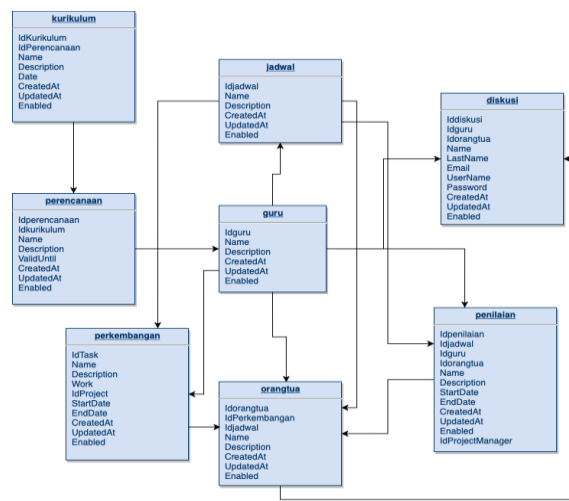 kurikulum
IdKurikulum
IdPerencanaan
Name
Description
Date
CreatedAt
UpdatedAt
Enabled
jadwal
Idjadwal
Name
Description
CreatedAt
UpdatedAt
Enabled
diskusi
Iddiskusi
Idguru
Idorangtua
Name
LastName
Email
UserName
Password
CreatedAt
UpdatedAt
Enabled
perencanaan
Idperencanaan
Idkurikulum
Name
Description
ValidUntil
CreatedAt
UpdatedAt
Enabled
guru
Idguru
Name
Description
CreatedAt
UpdatedAt
Enabled
penilaian
Idpenilaian
Idjadwal
Idguru
Idorangtua
Name
Description
StartDate
EndDate
CreatedAt
UpdatedAt
Enabled
IdProjectManager
perkembangan
IdTask
Name
Description
Work
IdProject
StartDate
EndDate
CreatedAt
UpdatedAt
Enabled
orangtua
Idorangtua
IdPerkembangan
Idjadwal
Name
Description
CreatedAt
UpdatedAt
Enabled